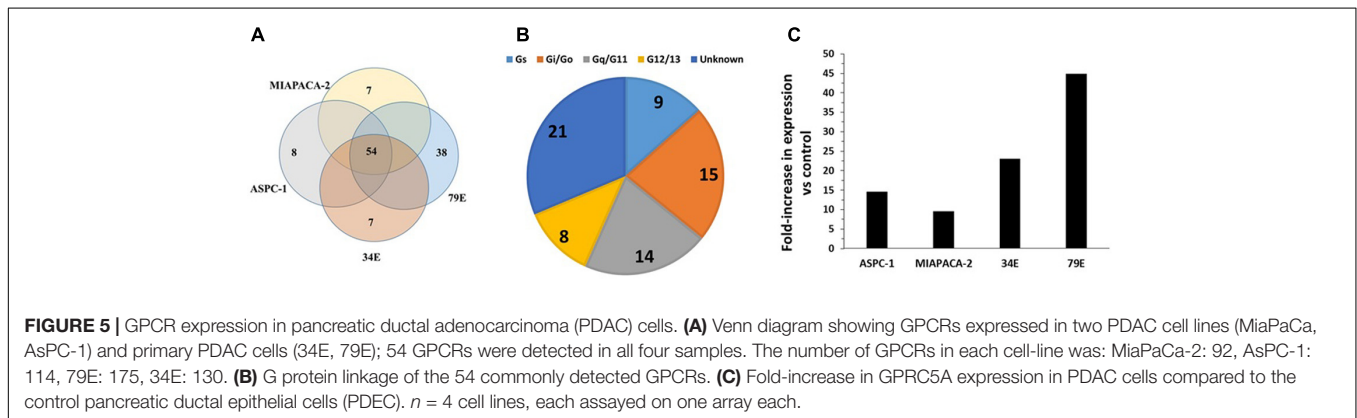 A
MIAPACA-2
7
8
54
38
ASPC-1
79E
7
34E
B
Gs Gi/Go Gq/G11 G12/13 Unknown
9
21
15
8
14
C
Fold-increase in expression
vs control
50
45
40
35
30
25
20
15
10
5
0
ASPC-1 MIAPACA-2 34E 79E
FIGURE 5 | GPCR expression in pancreatic ductal adenocarcinoma (PDAC) cells. (A) Venn diagram showing GPCRs expressed in two PDAC cell lines (MiaPaCa,
AsPC-1) and primary PDAC cells (34E, 79E); 54 GPCRs were detected in all four samples. The number of GPCRs in each cell-line was: MiaPaCa-2: 92, AsPC-1:
114, 79E: 175, 34E: 130. (B) G protein linkage of the 54 commonly detected GPCRs. (C) Fold-increase in GPRC5A expression in PDAC cells compared to the
control pancreatic ductal epithelial cells (PDEC). n = 4 cell lines, each assayed on one array each.